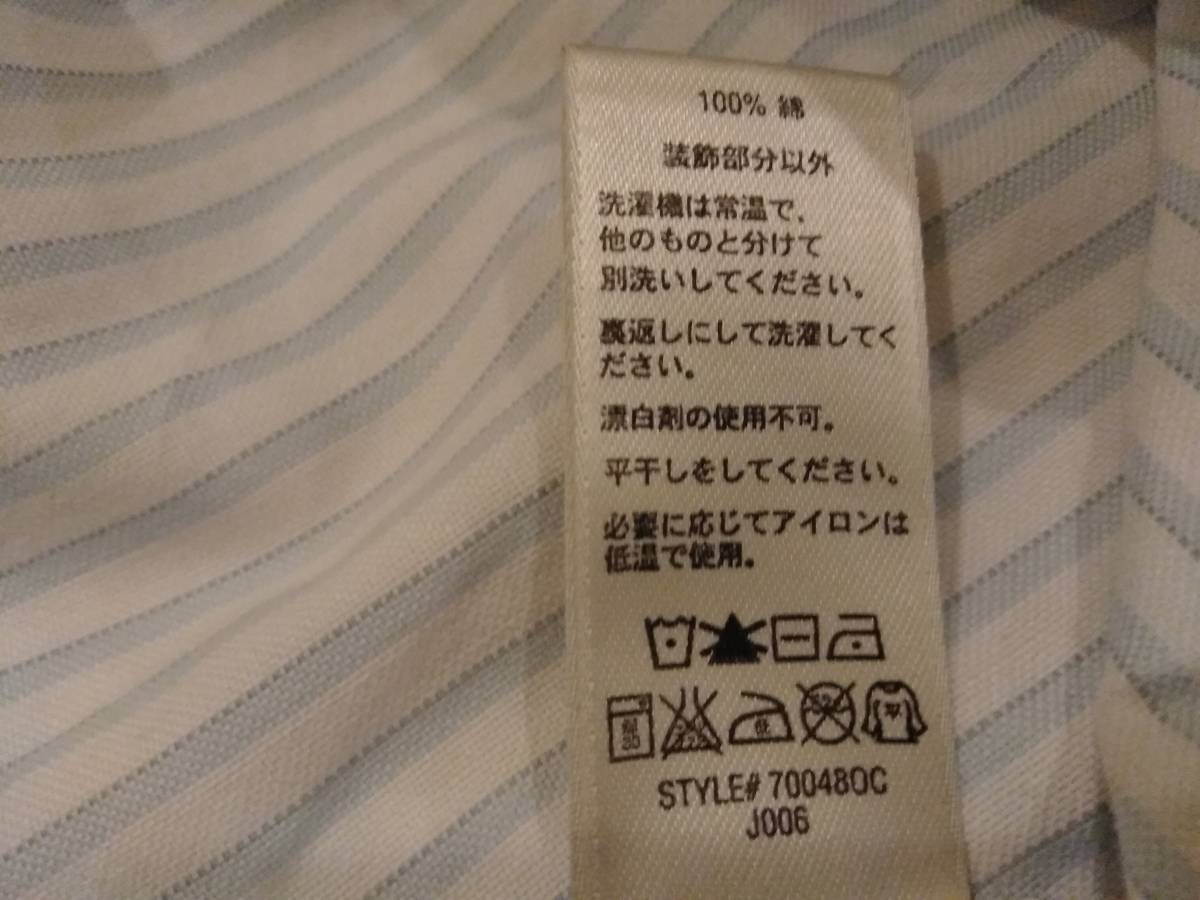 100% 綿
装飾部分以外
洗濯機は常温で、
他のものと分けて
別洗いしてください。
裏返しにして洗濯してく
ださい。
漂白剤の使用不可。
平干しをしてください。
必要に応じてアイロンは
低温で使用。
低
平
STYLE# 700480C
J006